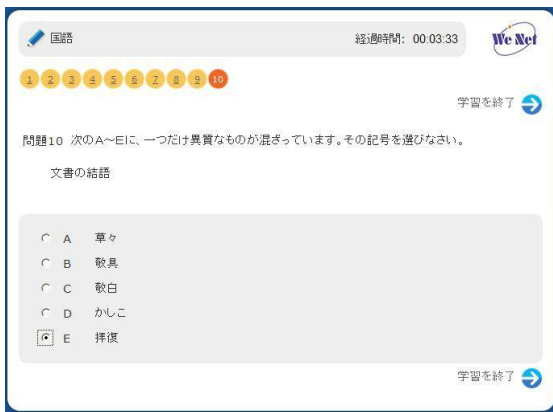 国語
経過時間: 00:03:33
We Net
1 2 3 4 5 6 7 8 9 10
学習を終了
問題10 次のA～Eに、一つだけ異質なものが混ざっています。その記号を選びなさい。
文書の結語
A 草々
B 敬具
C 敬白
D かしこ
E 拝復
学習を終了